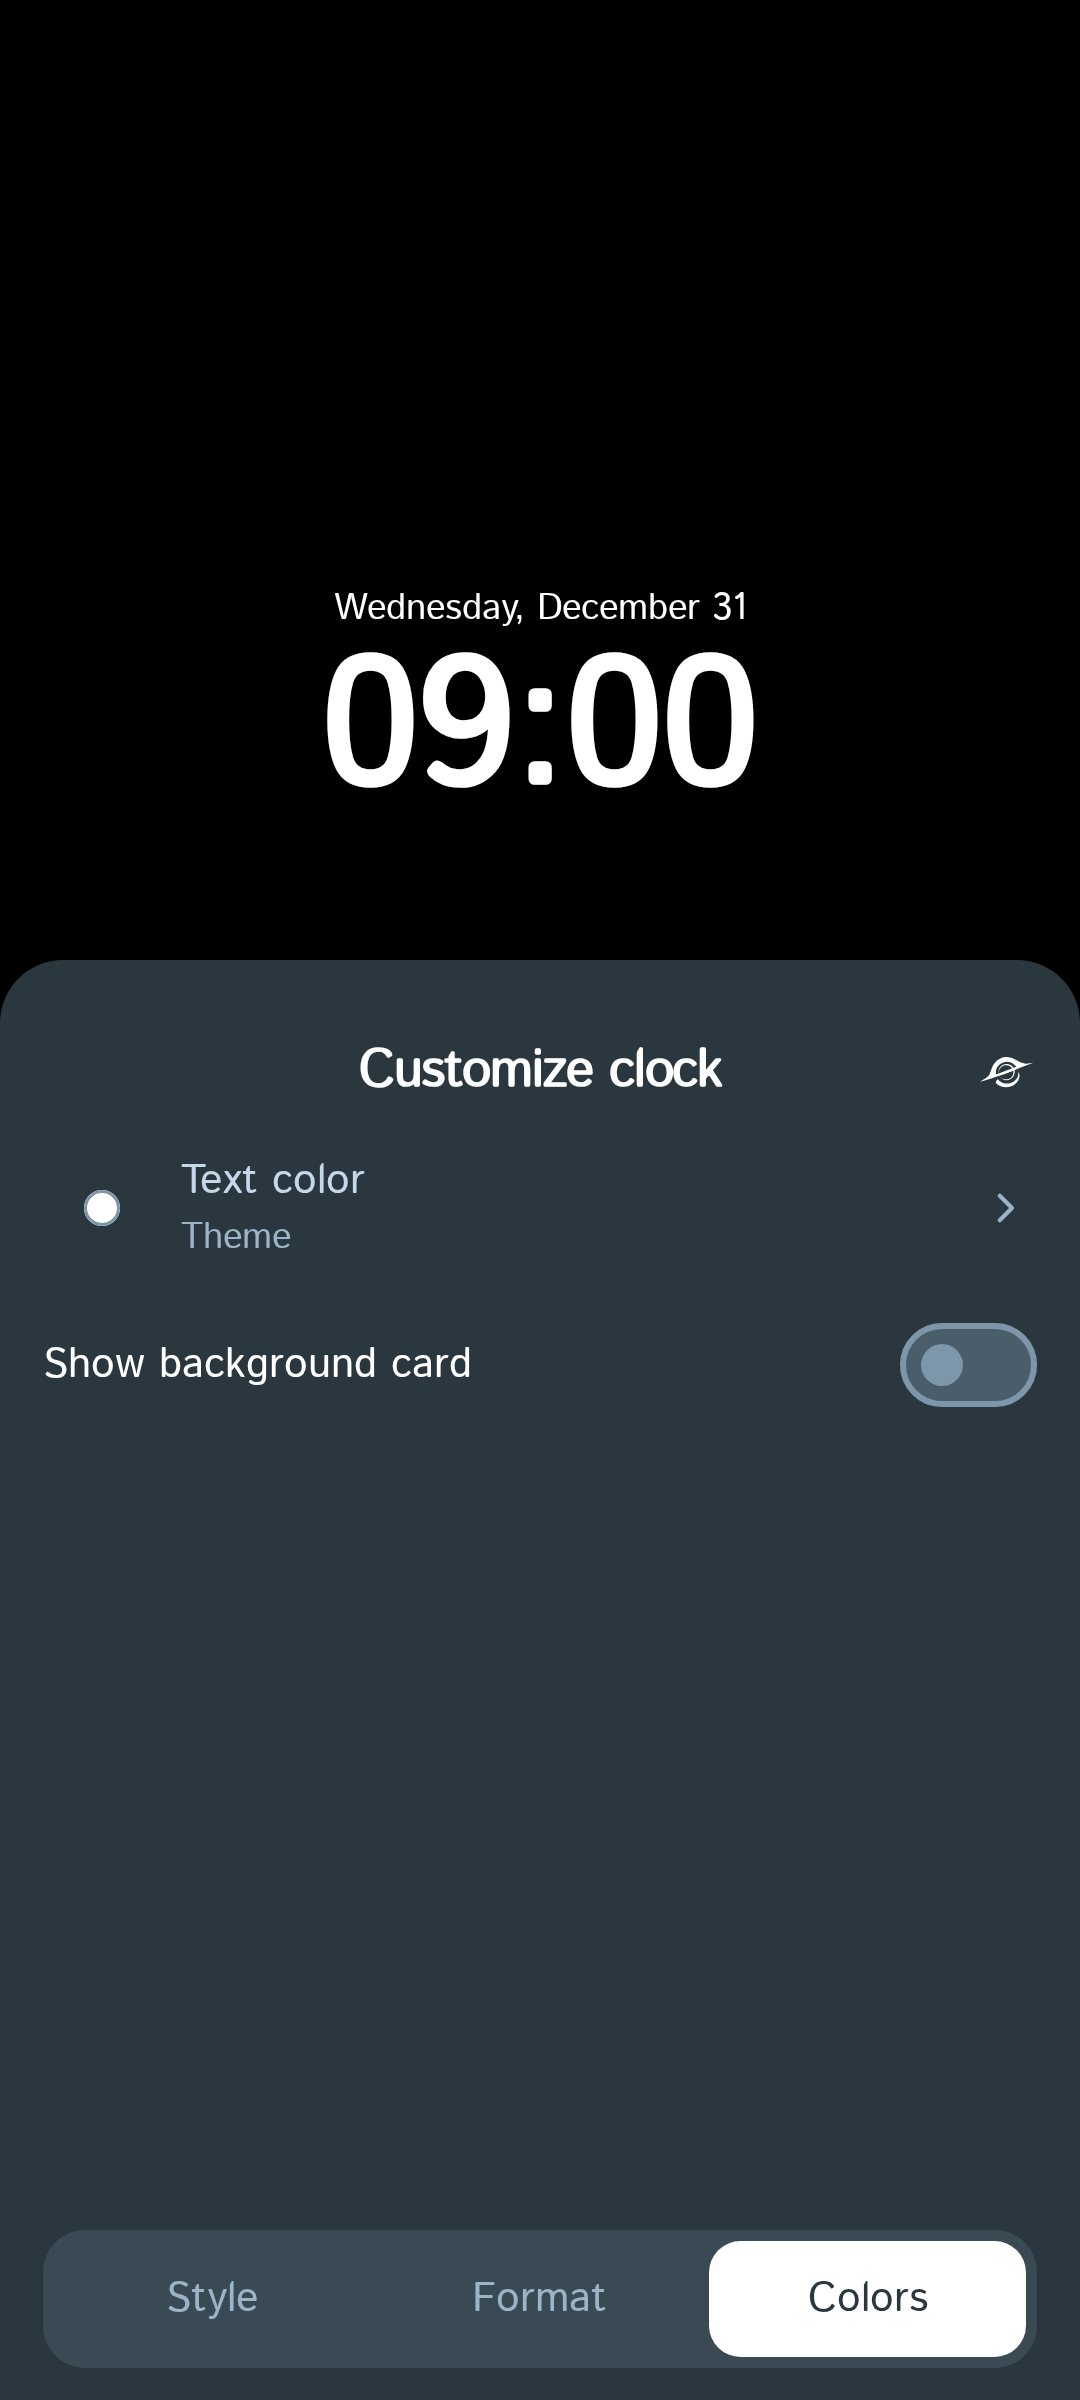 Wednesday, December 31
09:00
Customize clock
Text color
Theme
Show background card
Style
Format
Colors